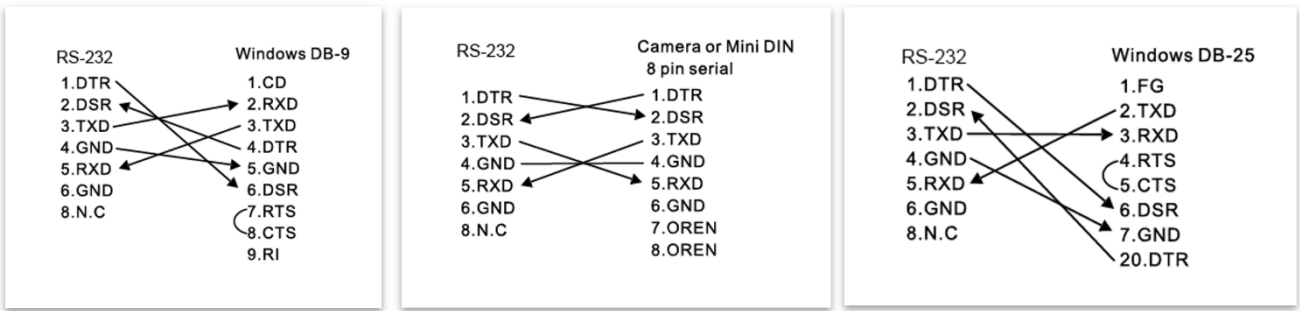 RS-232
Windows DB-9
1.DTR
2.DSR
3.TXD
4.GND
5.RXD
6.GND
8.N.C
1.CD
2.RXD
3.TXD
4.DTR
5.GND
6.DSR
7.RTS
8.CTS
9.RI
RS-232
Camera or Mini DIN
8 pin serial
1.DTR
2.DSR
3.TXD
4.GND
5.RXD
6.GND
8.N.C
1.DTR
2.DSR
3.TXD
4.GND
5.RXD
6.GND
7.OREN
8.OREN
RS-232
Windows DB-25
1.DTR
2.DSR
3.TXD
4.GND
5.RXD
6.GND
8.N.C
1.FG
2.TXD
3.RXD
4.RTS
5.CTS
6.DSR
7.GND
20.DTR